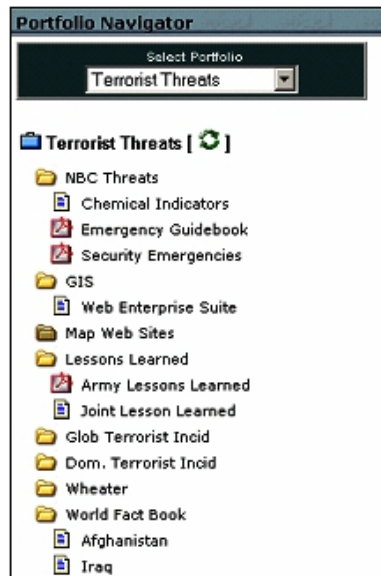 Portfolio Navigator
Select Portfolio
Terrorist Threats
Terrorist Threats [ ]
NBC Threats
Chemical Indicators
Emergency Guidebook
Security Emergencies
GIS
Web Enterprise Suite
Map Web Sites
Lessons Learned
Army Lessons Learned
Joint Lesson Learned
Glob Terrorist Incid
Dom. Terrorist Incid
Wheater
World Fact Book
Afghanistan
Iraq